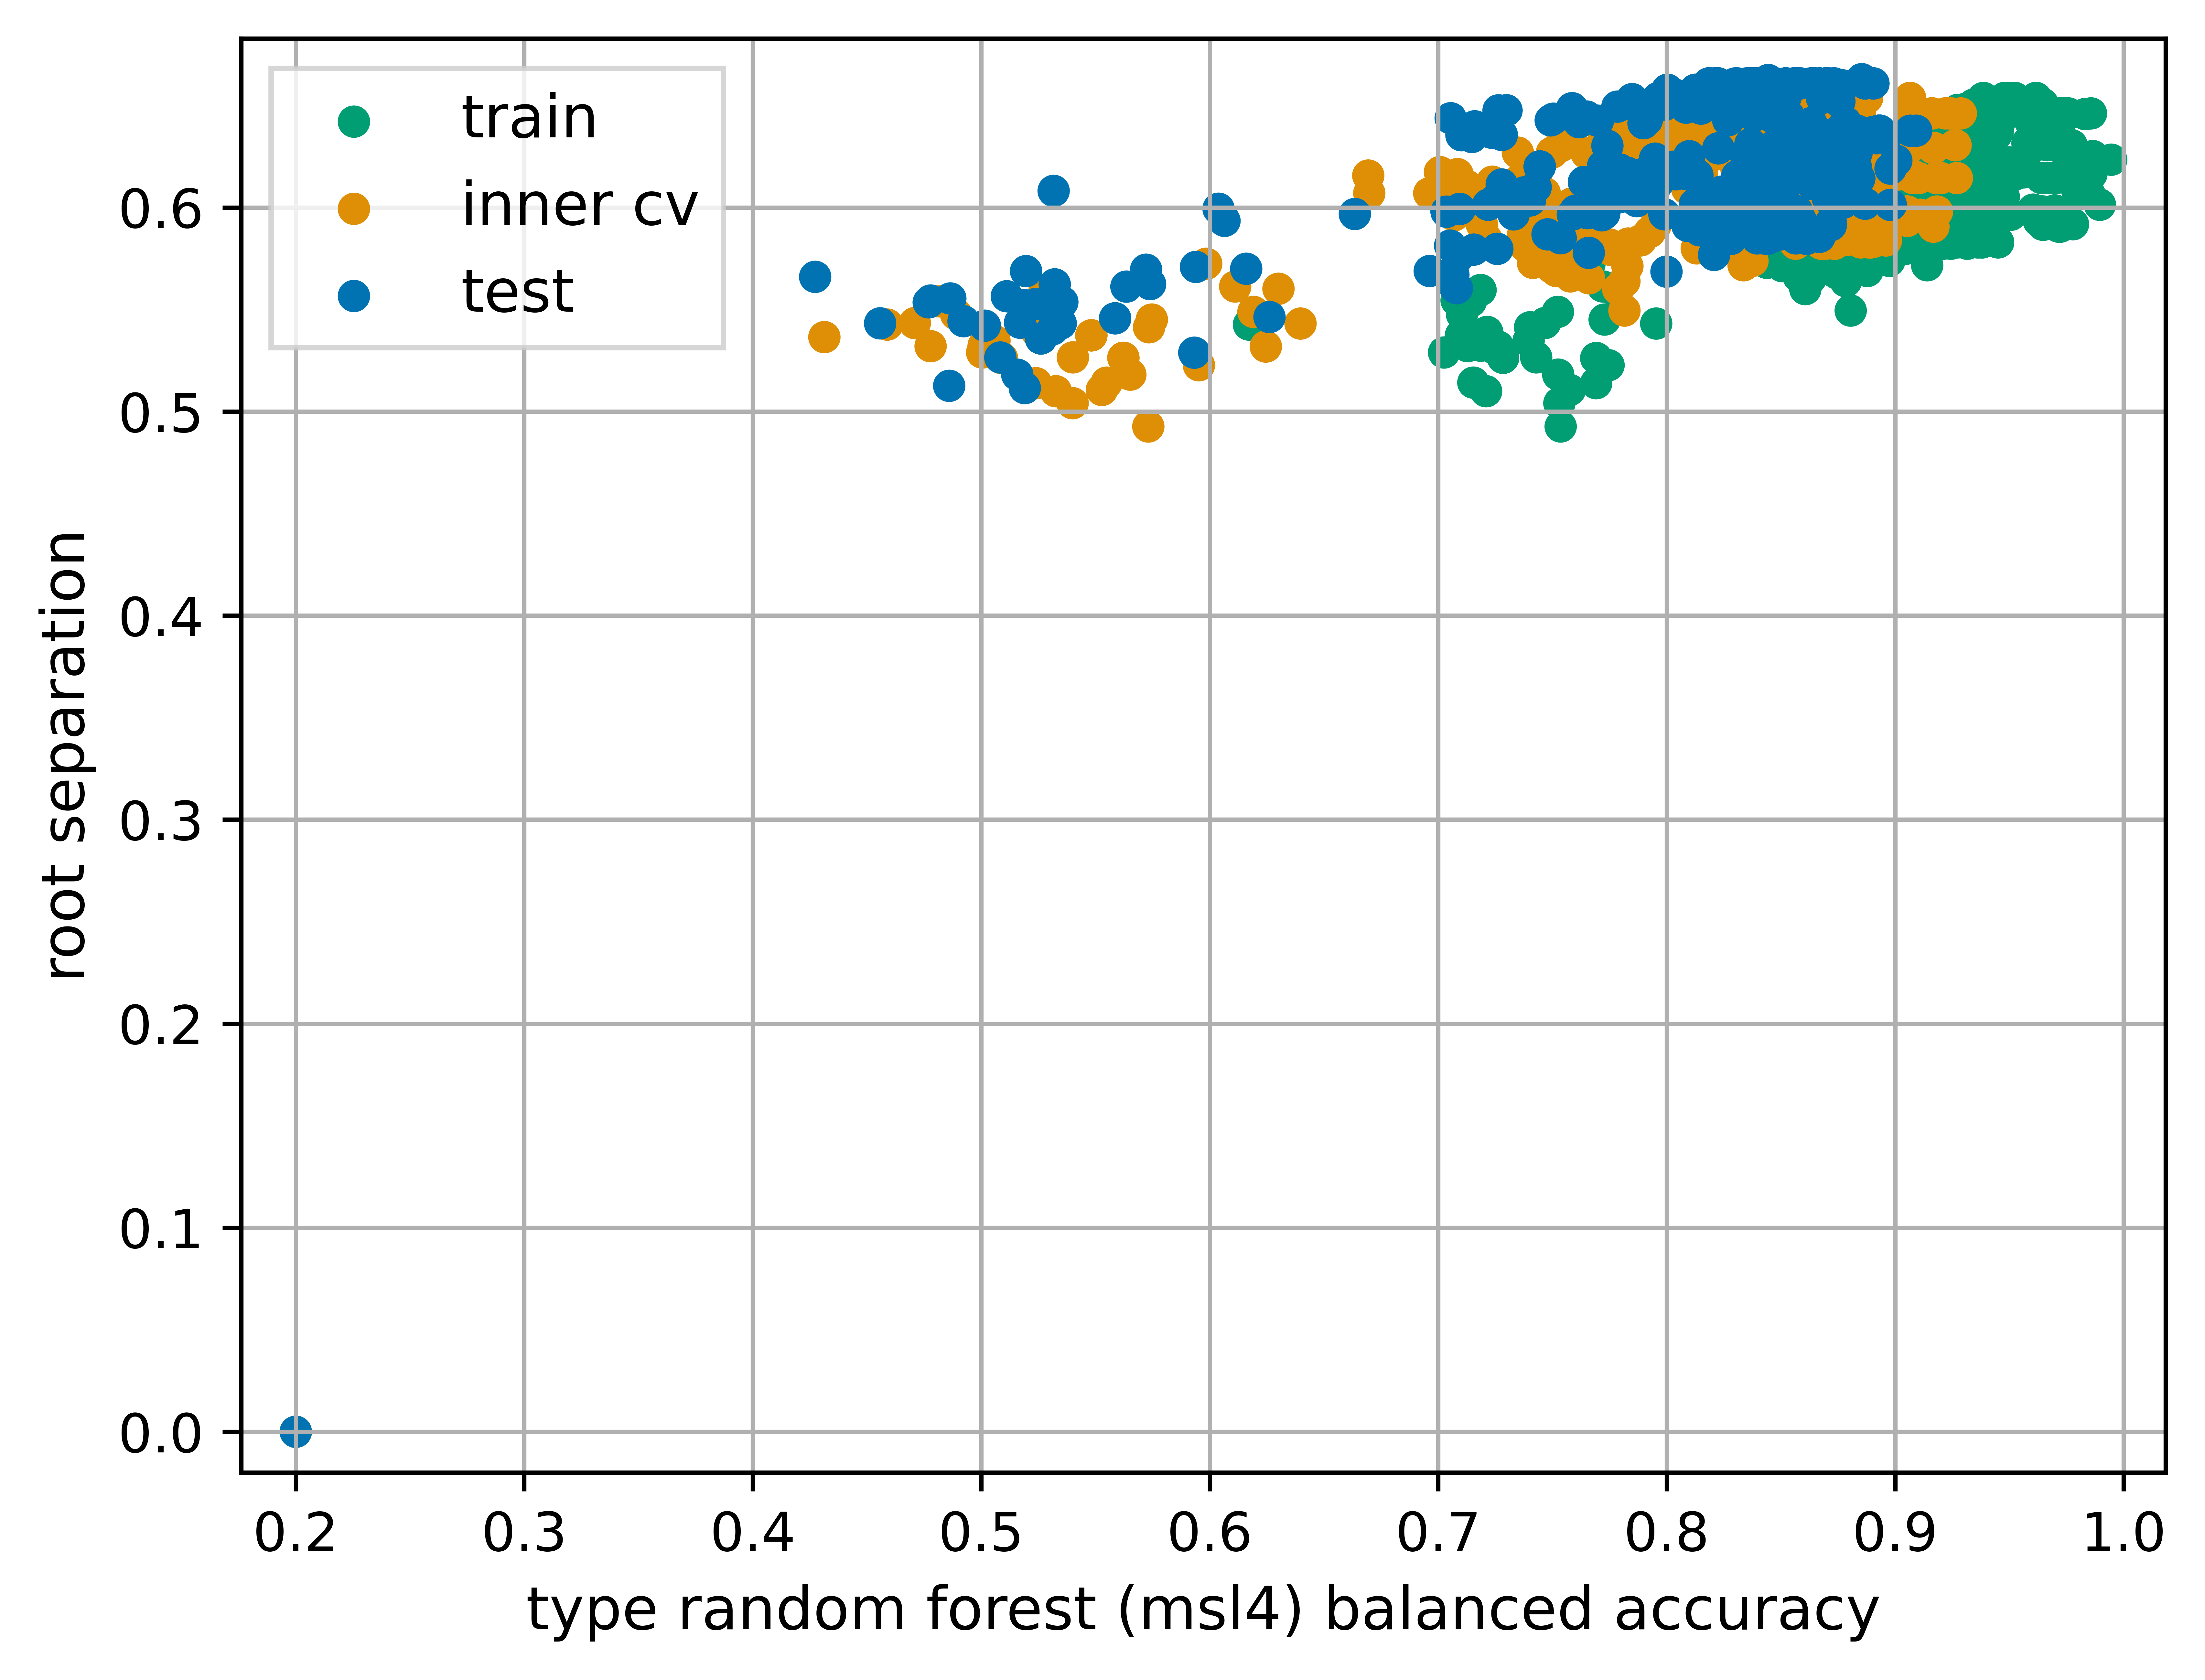 train
inner cv
test
0.6
0.5
0.4
0.3
0.2
0.1
0.0
root separation
0.2 0.3 0.4 0.5 0.6 0.7 0.8 0.9 1.0
type random forest (msl4) balanced accuracy